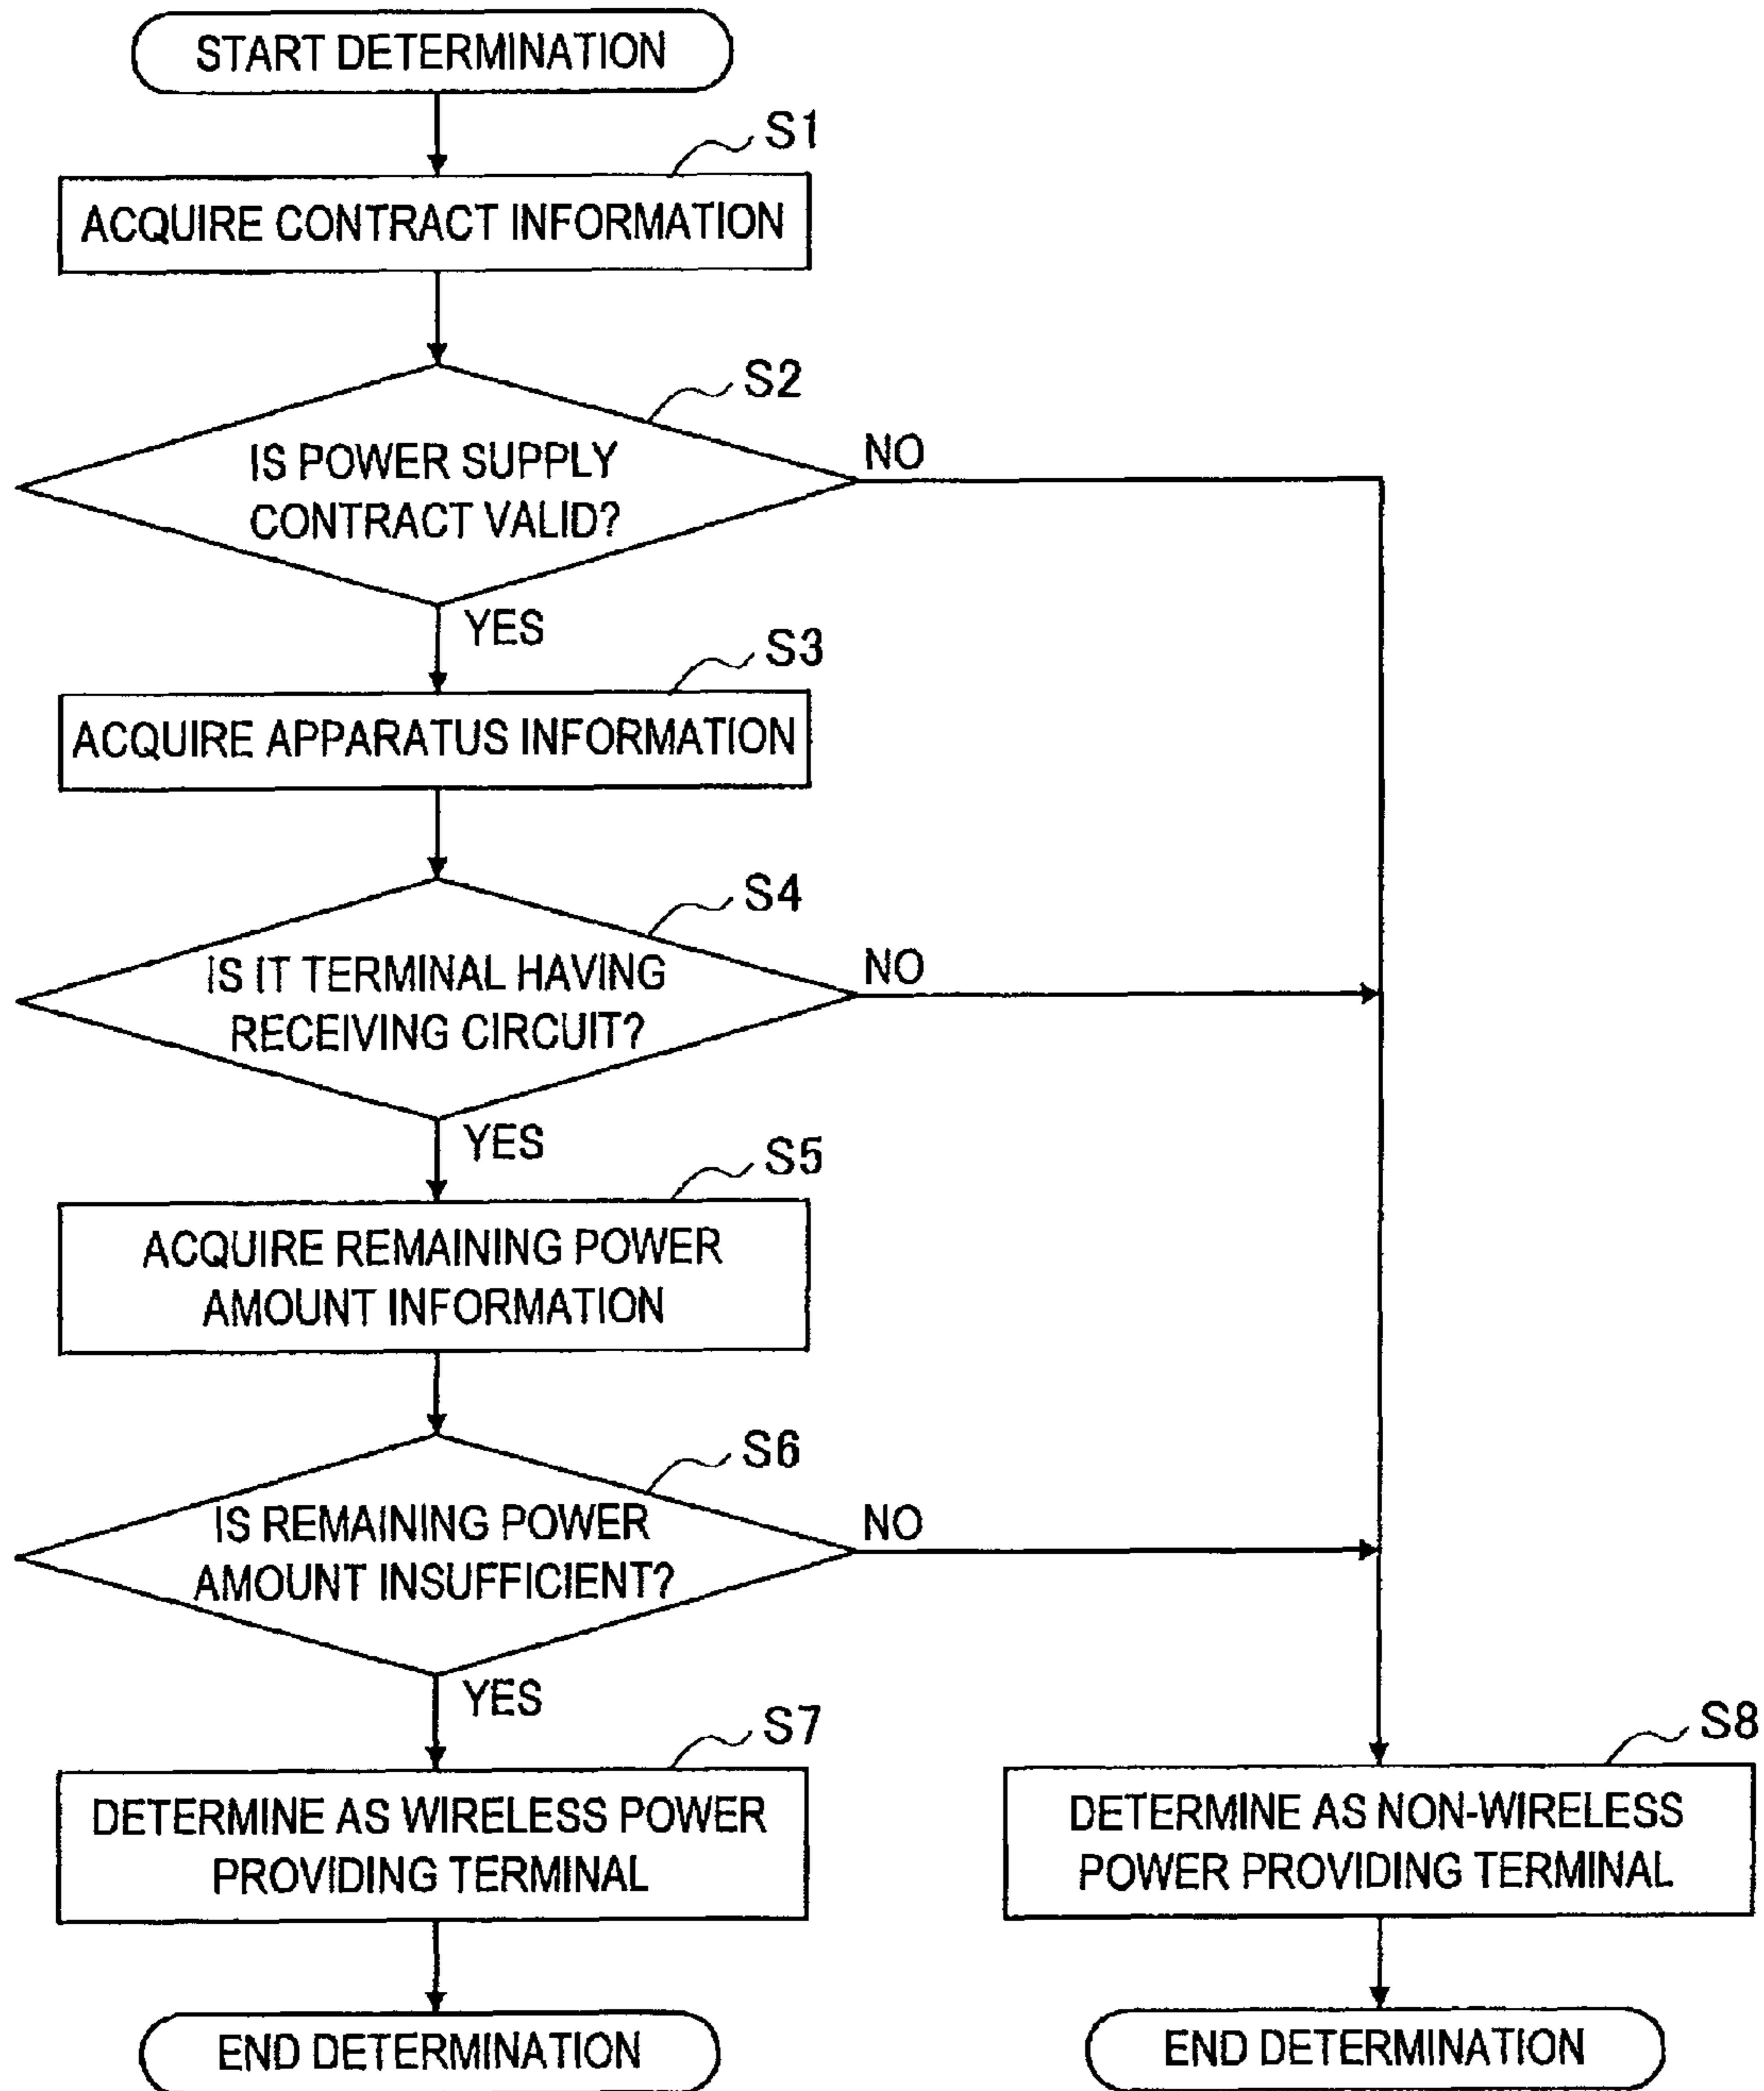 START DETERMINATION
S1
ACQUIRE CONTRACT INFORMATION
S2
IS POWER SUPPLY
CONTRACT VALID?
NO
YES
S3
ACQUIRE APPARATUS INFORMATION
S4
IS IT TERMINAL HAVING
RECEIVING CIRCUIT?
NO
YES
S5
ACQUIRE REMAINING POWER
AMOUNT INFORMATION
S6
IS REMAINING POWER
AMOUNT INSUFFICIENT?
NO
YES
S7
DETERMINE AS WIRELESS POWER
PROVIDING TERMINAL
END DETERMINATION
S8
DETERMINE AS NON-WIRELESS
POWER PROVIDING TERMINAL
END DETERMINATION